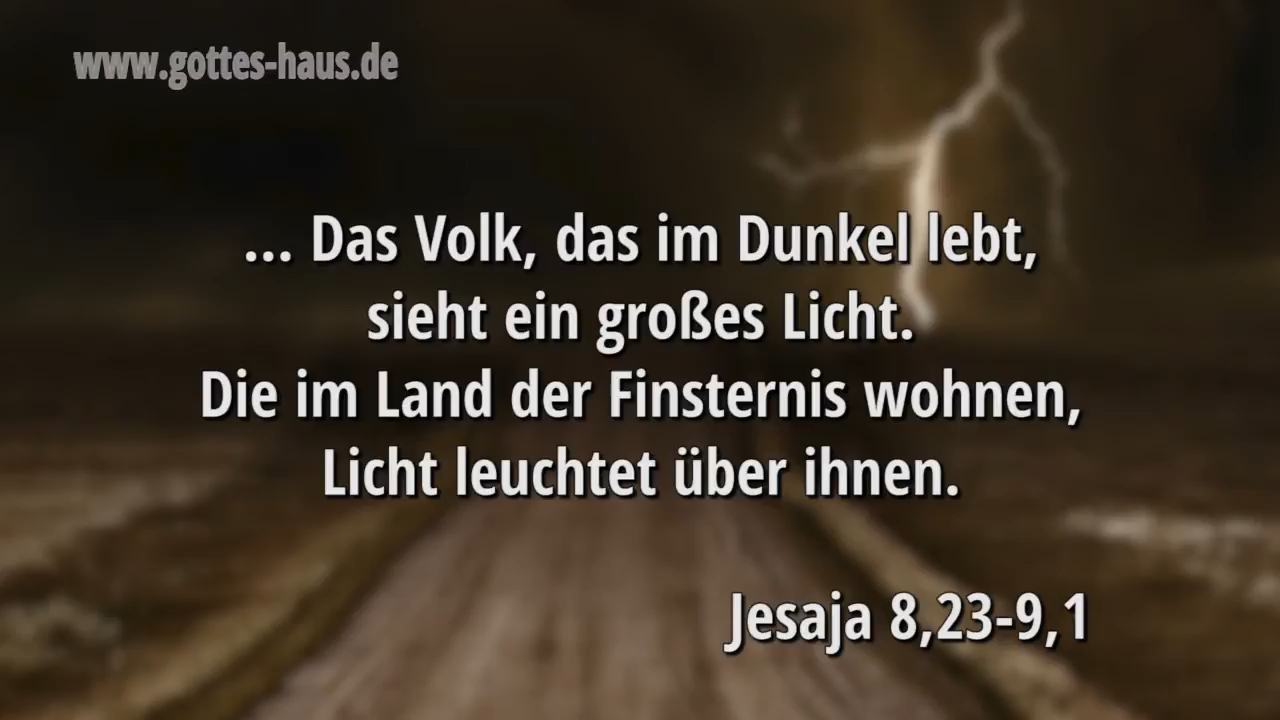 www.gottes-haus.de
... Das Volk, das im Dunkel lebt,
sieht ein großes Licht.
Die im Land der Finsternis wohnen,
Licht leuchtet über ihnen.
Jesaja 8,23-9,1